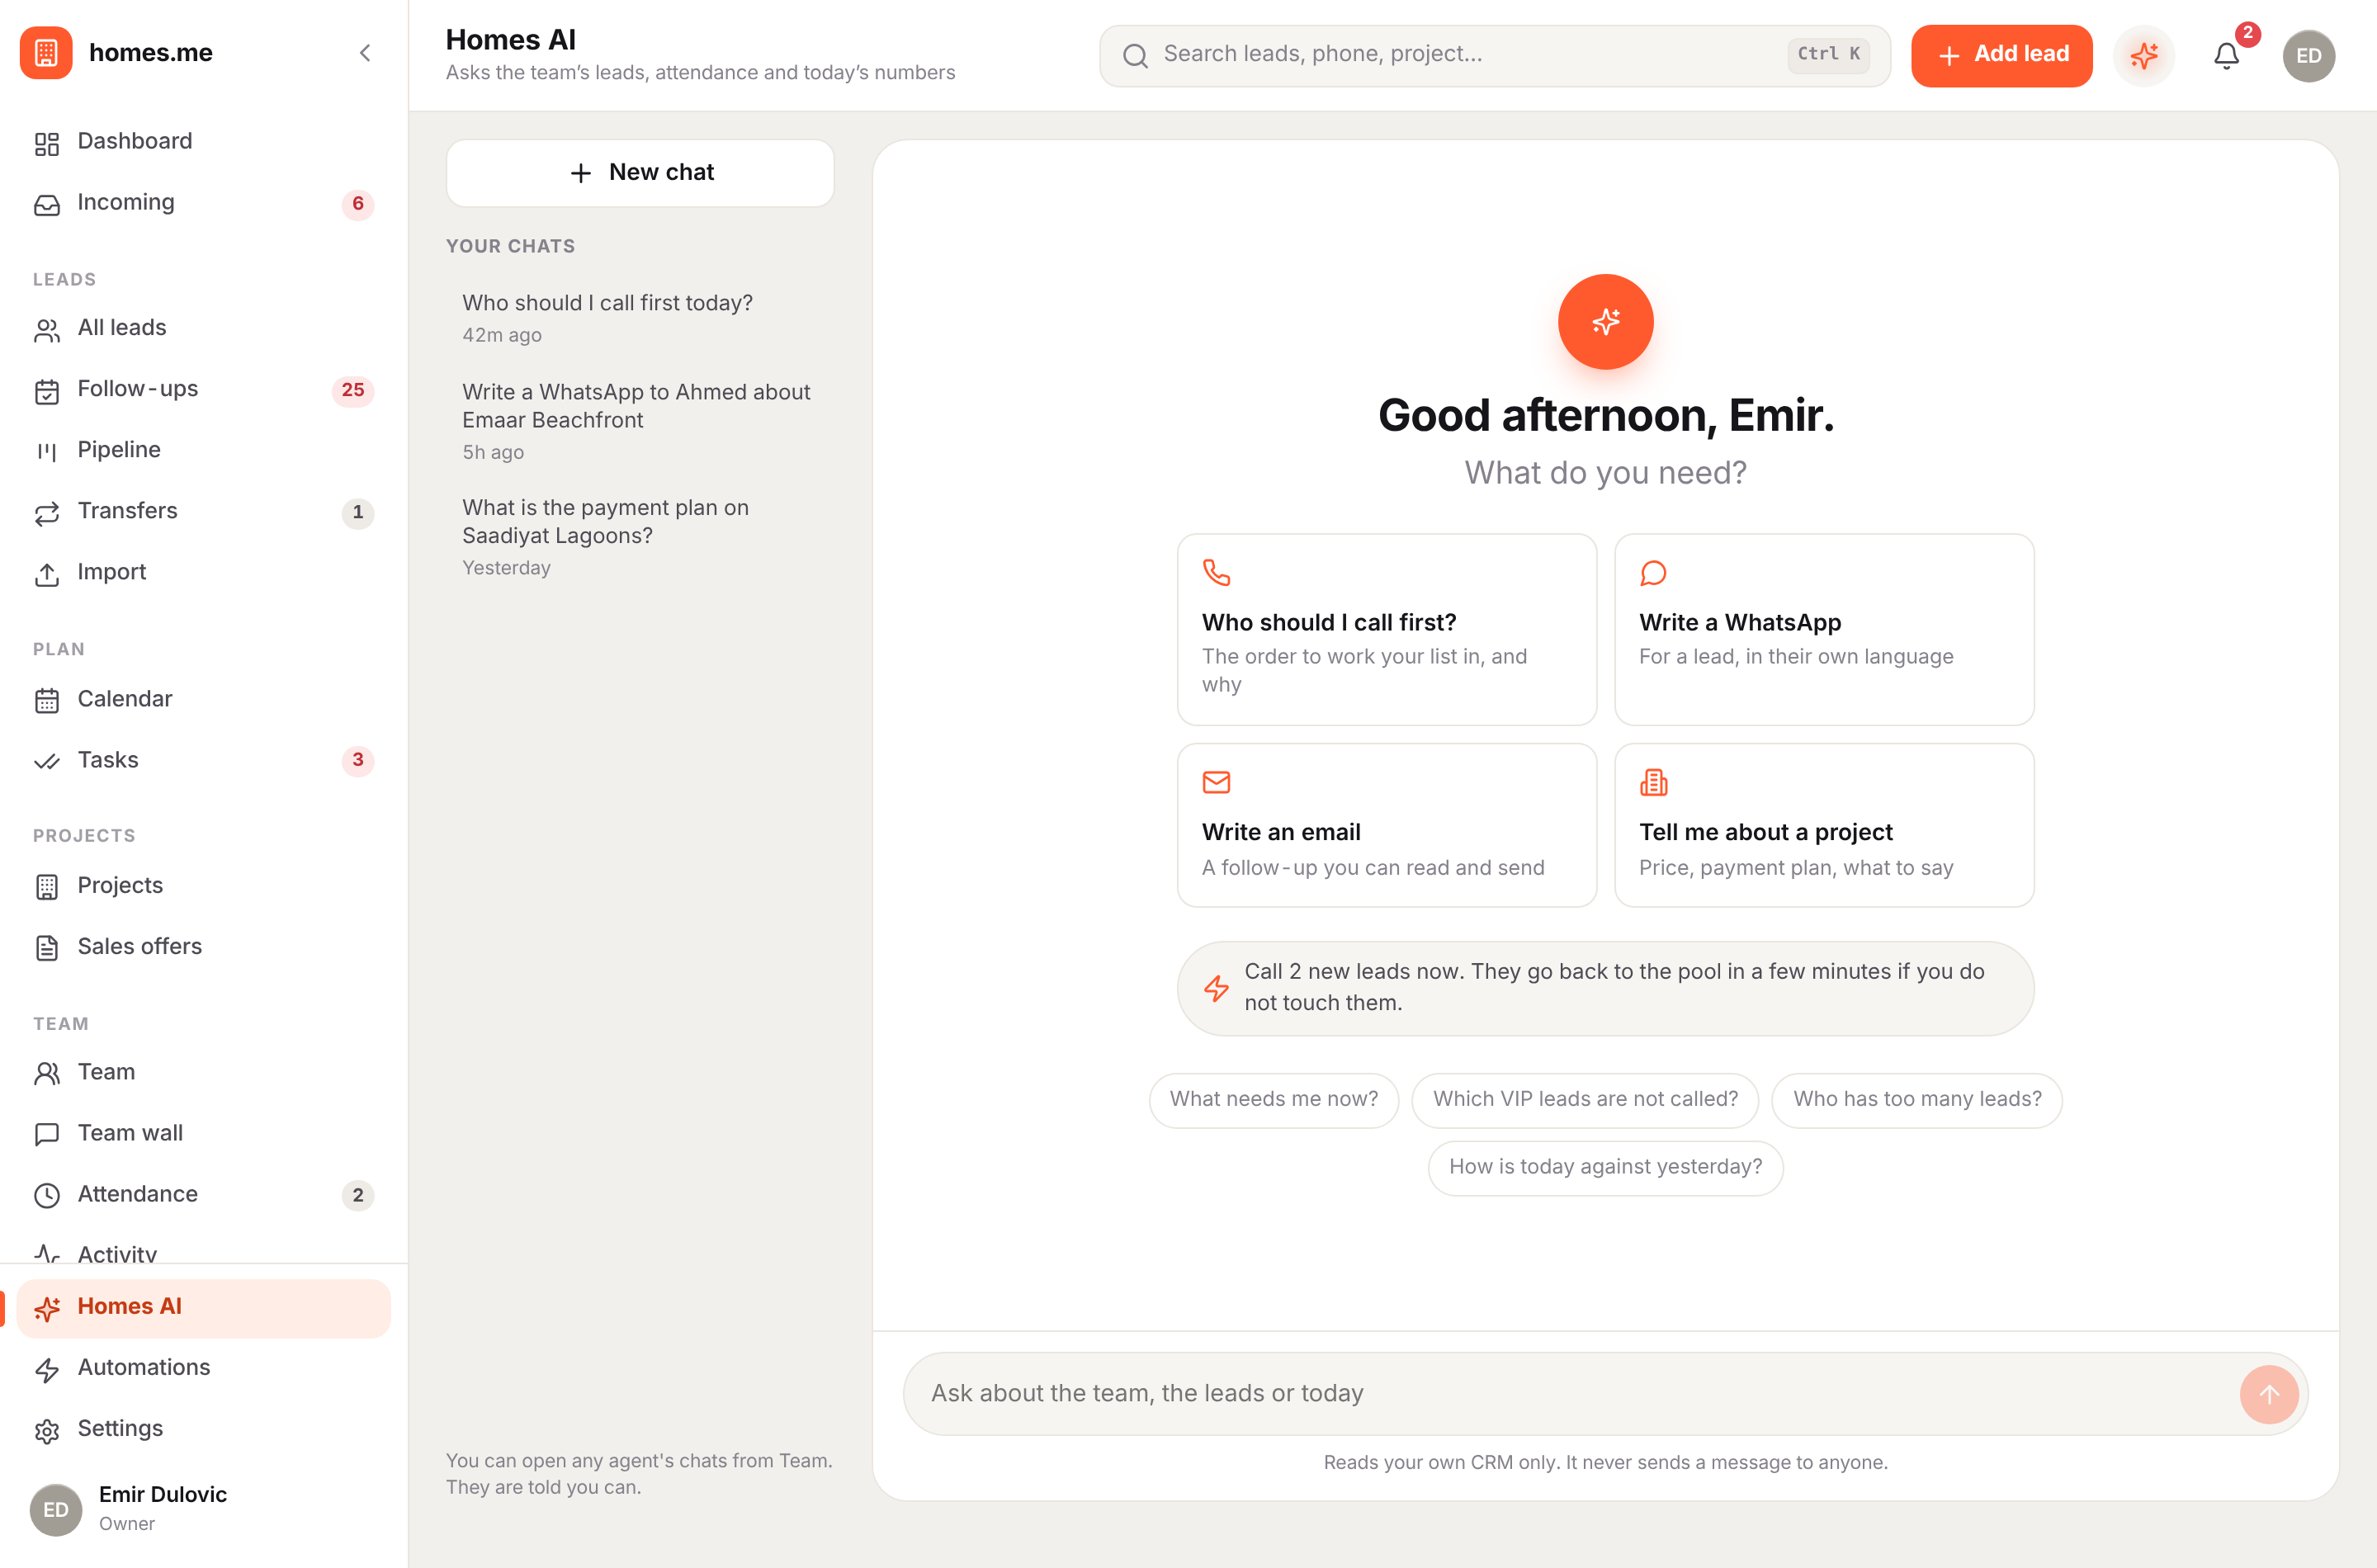 homes.me
Dashboard
Incoming
6
LEADS
All leads
Follow-ups
25
Pipeline
Transfers
1
Import
PLAN
Calendar
Tasks
3
PROJECTS
Projects
Sales offers
TEAM
Team
Team wall
Attendance
2
Activity
Homes AI
Automations
Settings
ED
Emir Dulovic
Owner
Homes AI
Asks the team’s leads, attendance and today’s numbers
Search leads, phone, project...
Ctrl K
Add lead
2
ED
New chat
YOUR CHATS
Who should I call first today?
42m ago
Write a WhatsApp to Ahmed about
Emaar Beachfront
5h ago
What is the payment plan on
Saadiyat Lagoons?
Yesterday
You can open any agent's chats from Team.
They are told you can.
Good afternoon, Emir.
What do you need?
Who should I call first?
The order to work your list in, and
why
Write a WhatsApp
For a lead, in their own language
Write an email
A follow-up you can read and send
Tell me about a project
Price, payment plan, what to say
Call 2 new leads now. They go back to the pool in a few minutes if you do
not touch them.
What needs me now?
Which VIP leads are not called?
Who has too many leads?
How is today against yesterday?
Ask about the team, the leads or today
Reads your own CRM only. It never sends a message to anyone.